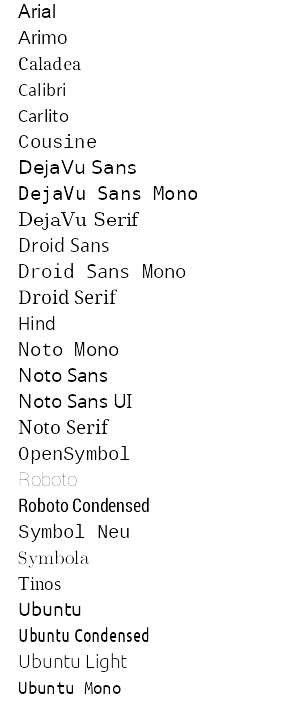 Arial
Arimo
Caladea
Calibri
Carlito
Cousine
DejaVu Sans
DejaVu Sans Mono
DejaVu Serif
Droid Sans
Droid Sans Mono
Droid Serif
Hind
Noto Mono
Noto Sans
Noto Sans UI
Noto Serif
OpenSymbol
Roboto
Roboto Condensed
Symbol Neu
Symbola
Tinos
Ubuntu
Ubuntu Condensed
Ubuntu Light
Ubuntu Mono